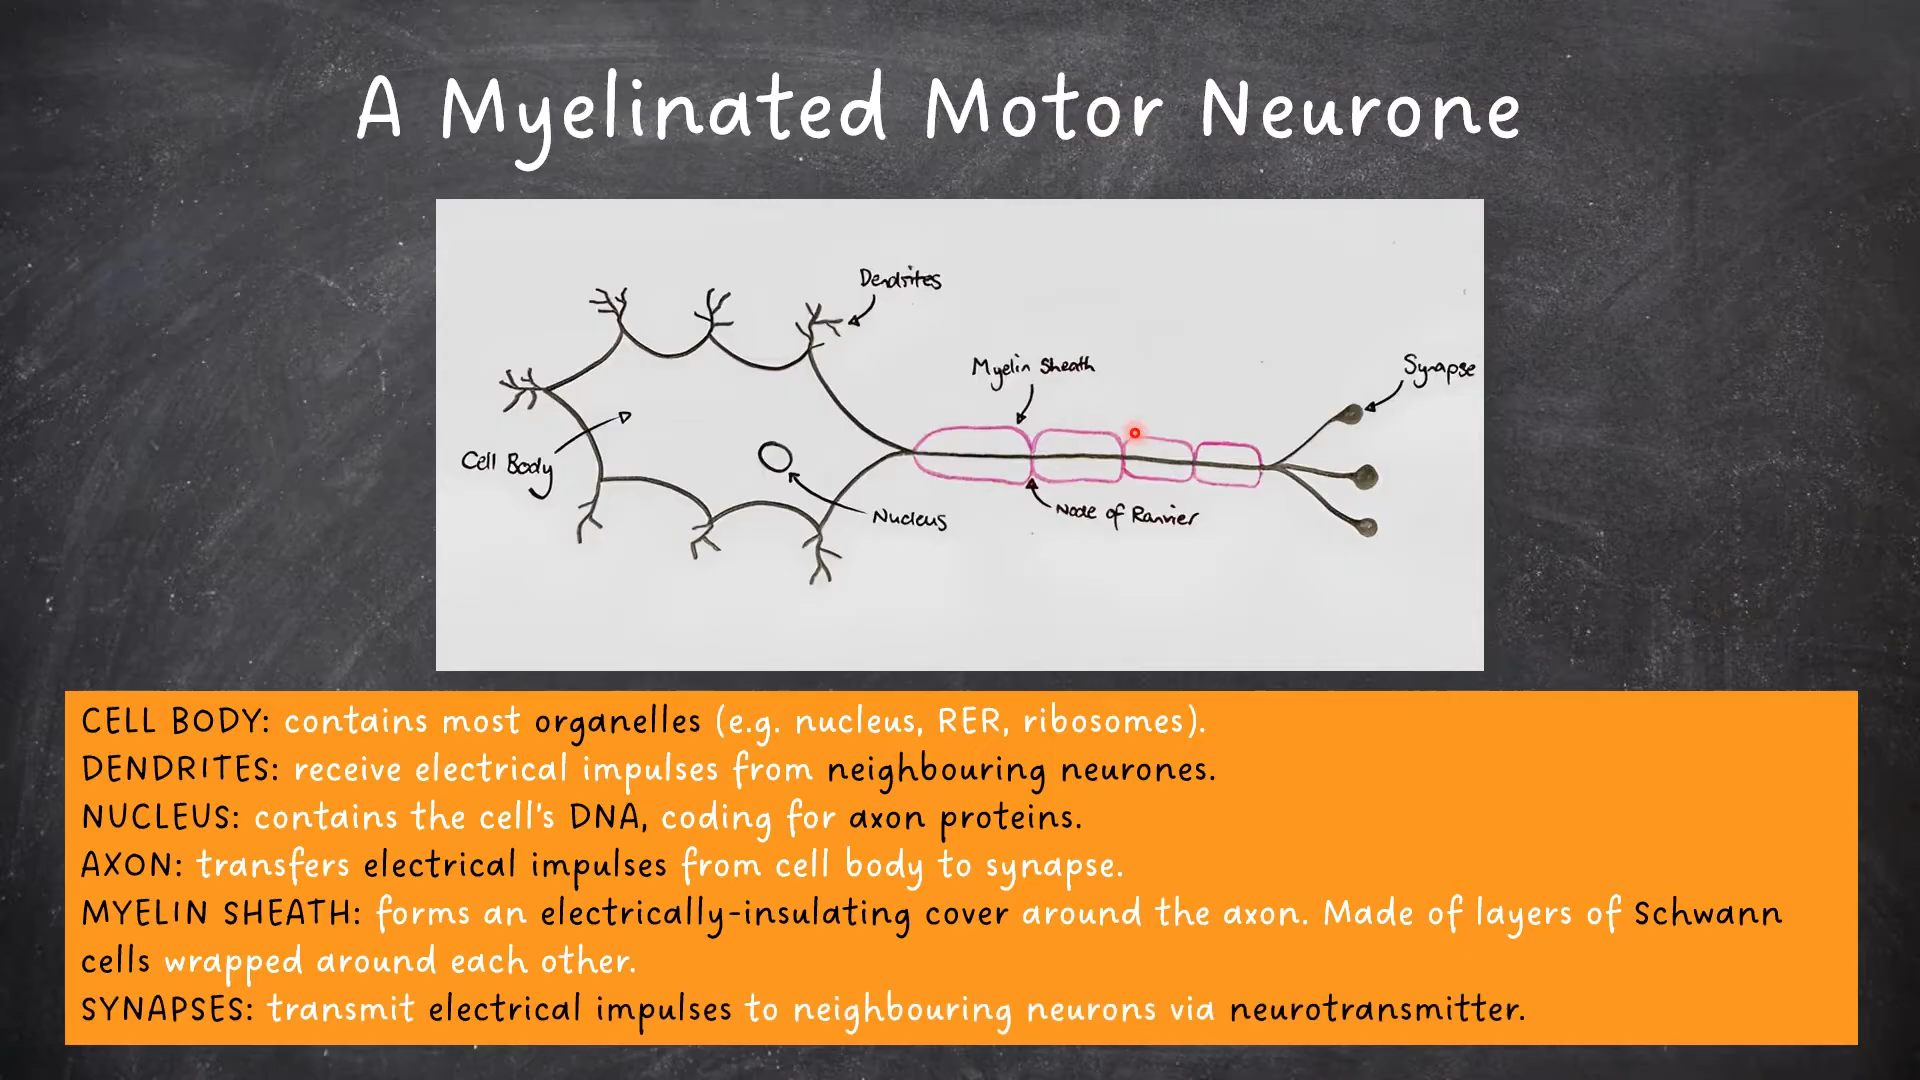 A Myelinated Motor Neurone
Dendrites
Myelin Sheath
Synapse
Cell Body
Nucleus
Node of Ranvier
CELL BODY: contains most organelles (e.g. nucleus, RER, ribosomes).
DENDRITES: receive electrical impulses from neighbouring neurones.
NUCLEUS: contains the cell's DNA, coding for axon proteins.
AXON: transfers electrical impulses from cell body to synapse.
MYELIN SHEATH: forms an electrically-insulating cover around the axon. Made of layers of Schwann
cells wrapped around each other.
SYNAPSES: transmit electrical impulses to neighbouring neurons via neurotransmitter.